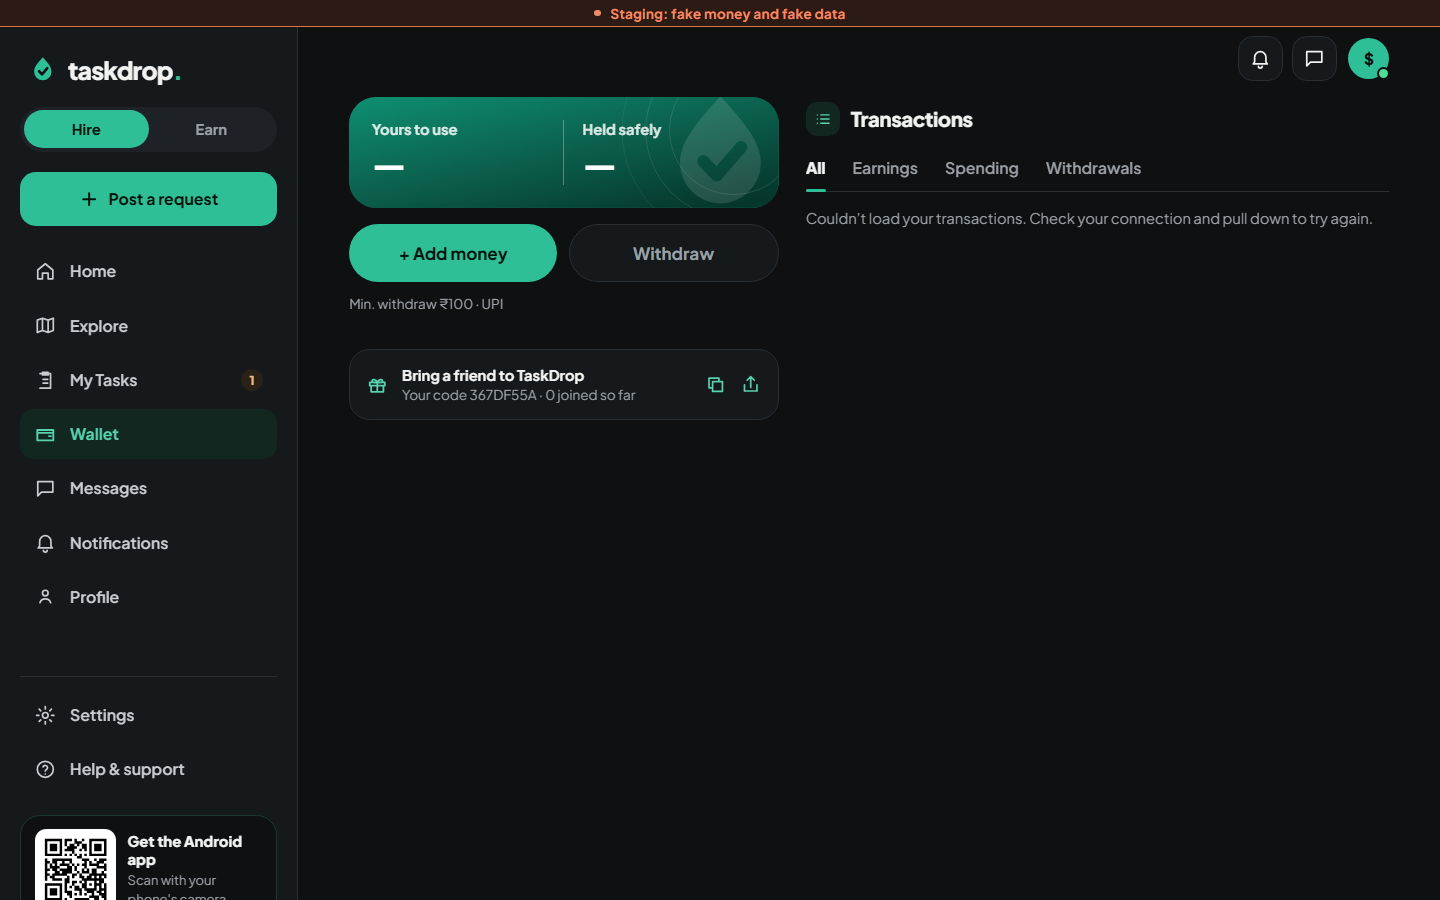 Staging: fake money and fake data
taskdrop.
Hire
Earn
+ Post a request
Home
Explore
My Tasks
1
Wallet
Messages
Notifications
Profile
Settings
Help & support
Get the Android
app
Scan with your
phone's camera
$
Yours to use
—
Held safely
—
+ Add money
Withdraw
Min. withdraw ₹100 · UPI
Bring a friend to TaskDrop
Your code 367DF55A · 0 joined so far
Transactions
All
Earnings
Spending
Withdrawals
Couldn't load your transactions. Check your connection and pull down to try again.